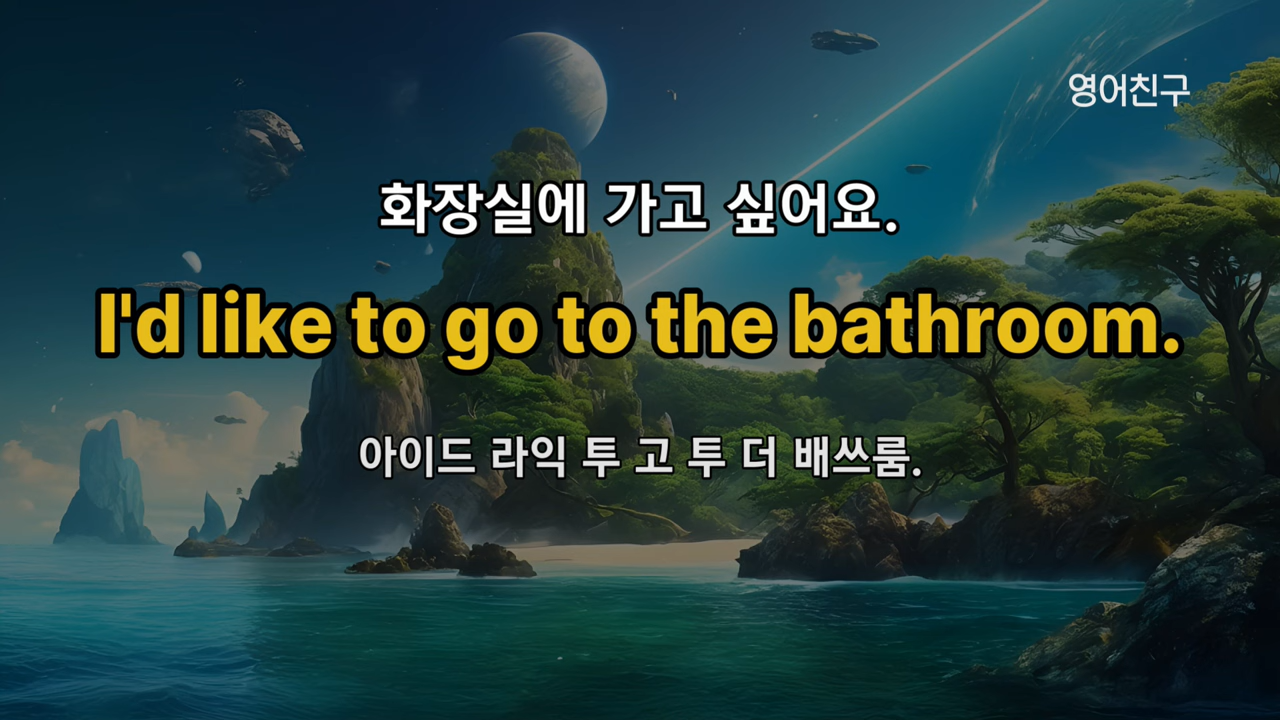 영어친구
화장실에 가고 싶어요.
I'd like to go to the bathroom.
아이드 라익 투 고 투 더 배쓰룸.